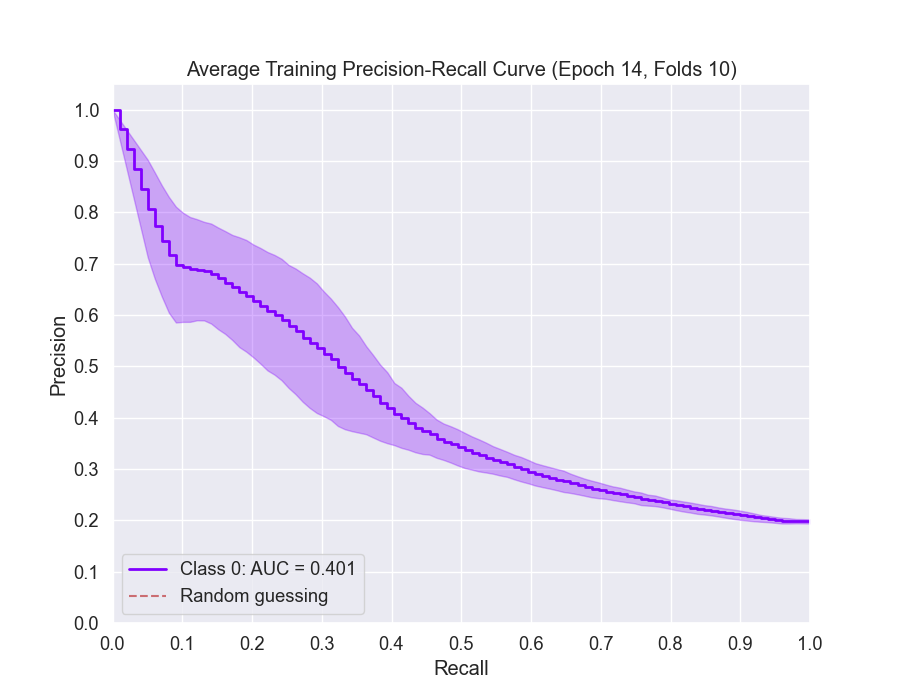 Average Training Precision-Recall Curve (Epoch 14, Folds 10)
Precision
1.0
0.9
0.8
0.7
0.6
0.5
0.4
0.3
0.2
0.1
0.0
Class 0: AUC = 0.401
Random guessing
0.0 0.1 0.2 0.3 0.4 0.5 0.6 0.7 0.8 0.9 1.0
Recall